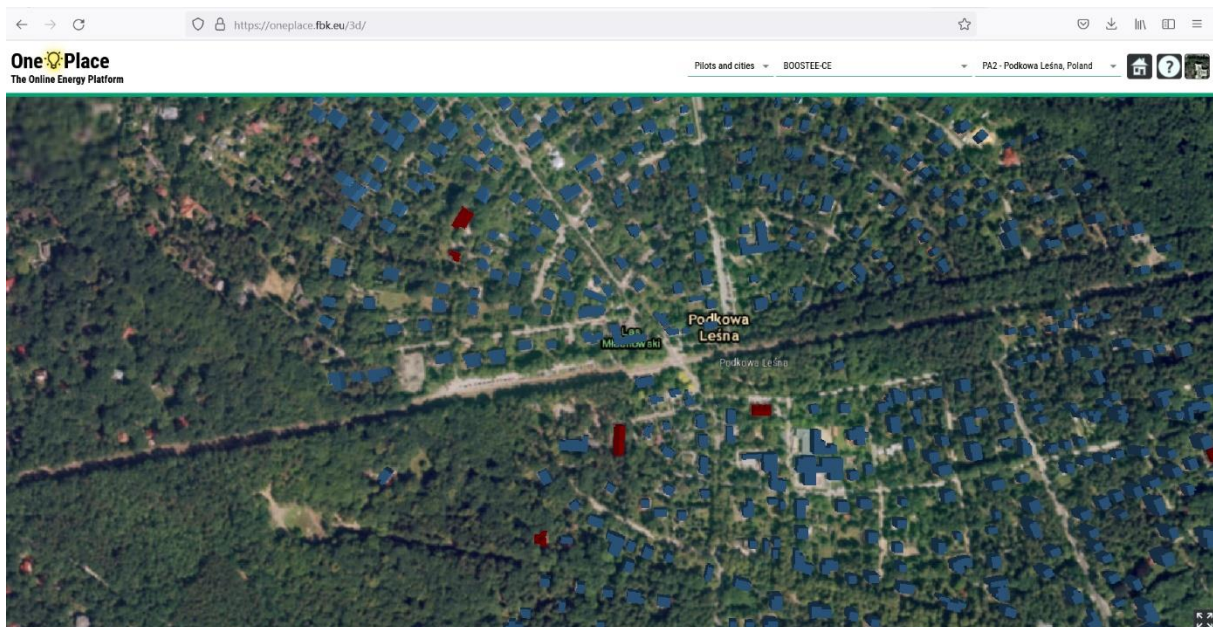 https://oneplace.fbk.eu/3d/
One Place
The Online Energy Platform
Pilots and cities
BOOSTEE-CE
PA2 - Podkowa Leśna, Poland
?
Podkowa
Leśna
Las
Młochowski
Podkowa Leśna